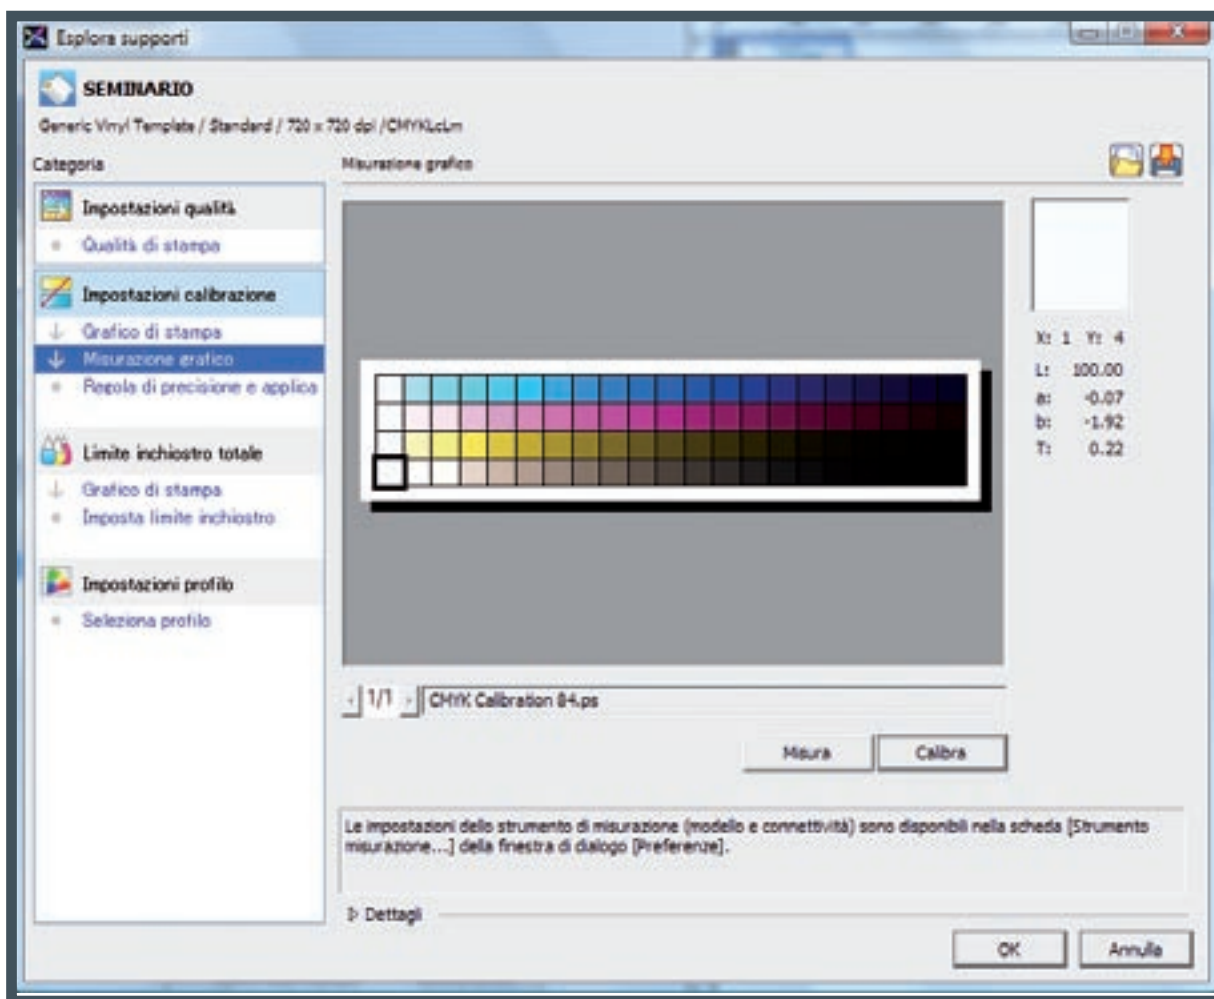 Esplora supporti
SEMINARIO
Generic Vinyl Template / Standard / 720 x 720 dpi /CMYKLcLm
Categoria
Impostazioni qualità
Qualità di stampa
Impostazioni calibrazione
Grafico di stampa
Misurazione grafico
Regola di precisione e applica
Limite inchiostro totale
Grafico di stampa
Imposta limite inchiostro
Impostazioni profilo
Seleziona profilo
Misurazione grafico
X: 1 Y: 4
L: 100.00
a: -0.07
b: -1.92
T: 0.22
1/1
CMYK Calibration 84.ps
Misura
Calibra
Le impostazioni dello strumento di misurazione (modello e connettività) sono disponibili nella scheda [Strumento
misurazione...] della finestra di dialogo [Preferenze].
Dettagli
OK
Annulla